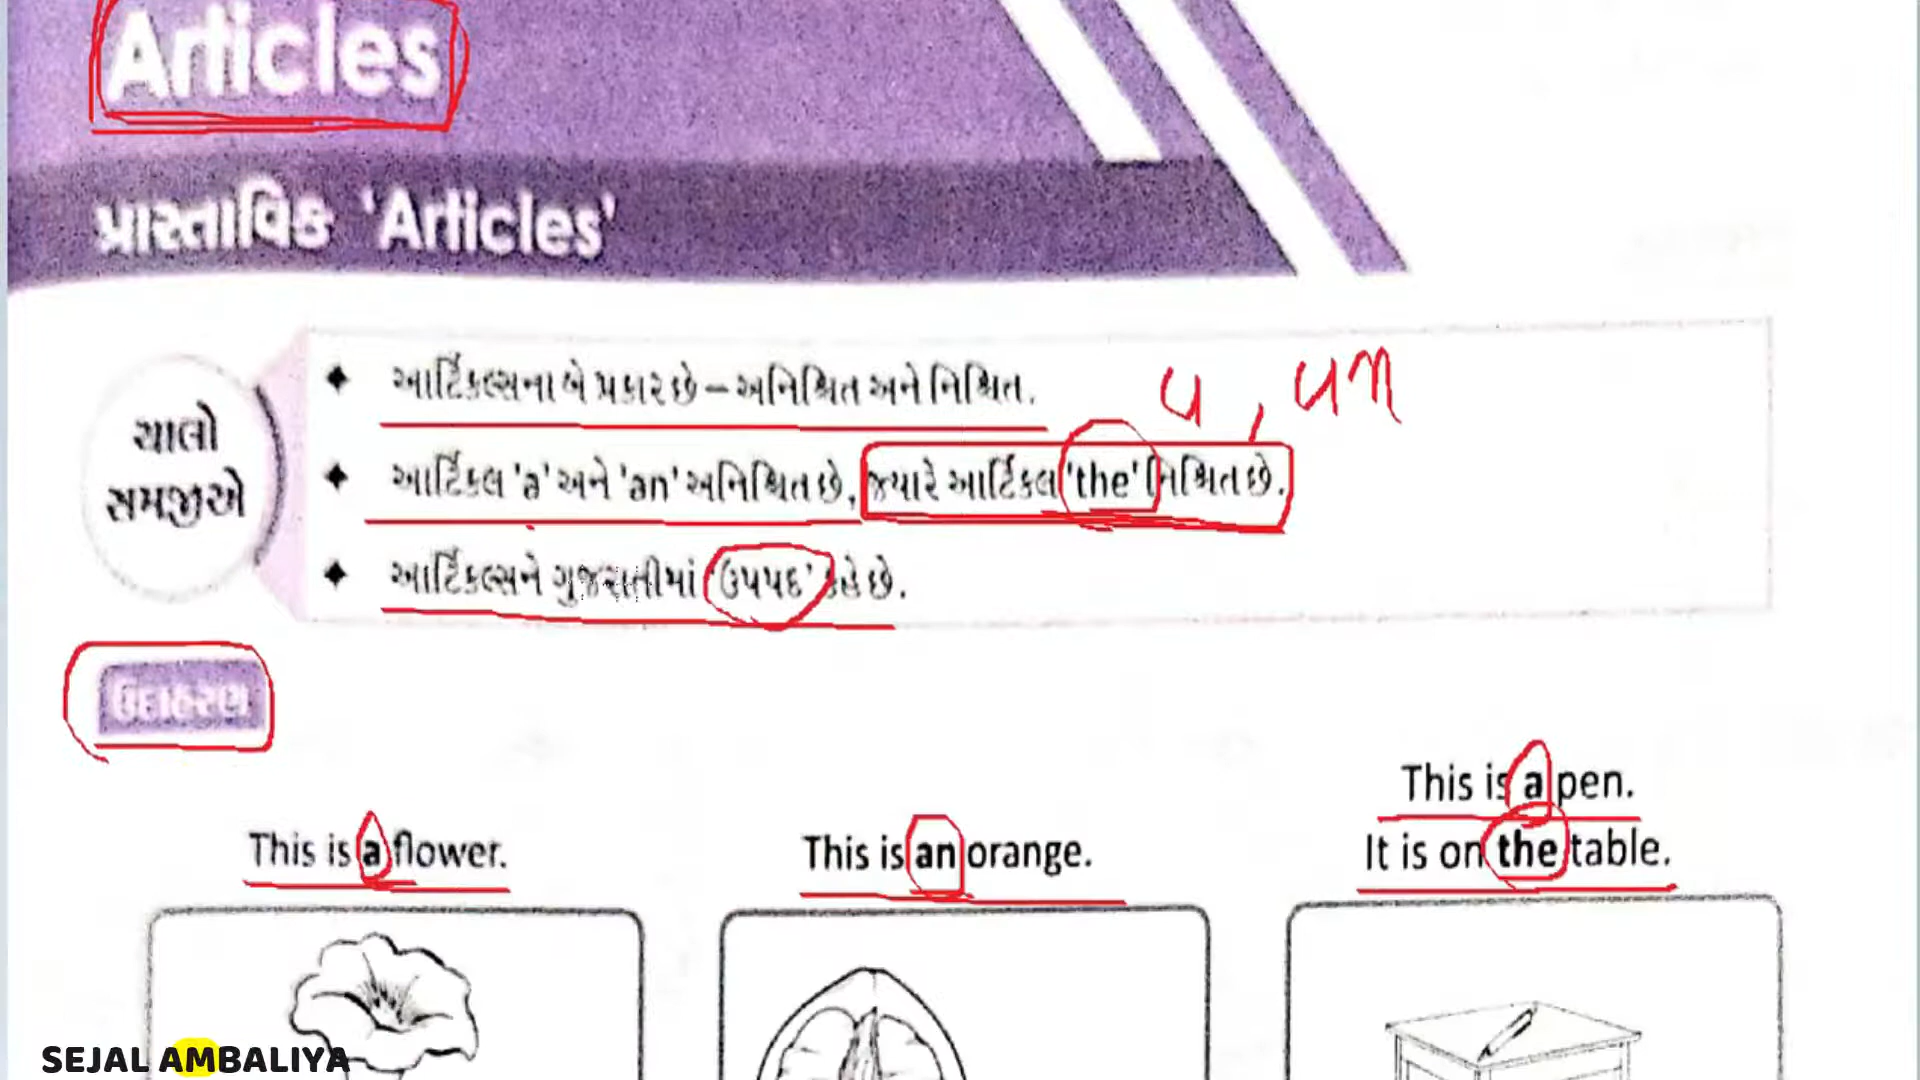 Articles
પ્રાસ્તાવિક 'Articles'
ચાલો
સમજીએ
આર્ટિકલ્સના બે પ્રકાર છે – અનિશ્ચિત અને નિશ્ચિત.
a, an
આર્ટિકલ 'a' અને 'an' અનિશ્ચિત છે, જ્યારે આર્ટિકલ 'the' નિશ્ચિત છે.
આર્ટિકલ્સને ગુજરાતીમાં 'ઉપપદ' કહે છે.
ઉદાહરણ
This is a flower.
This is an orange.
This is a pen.
It is on the table.
SEJAL AMBALIYA